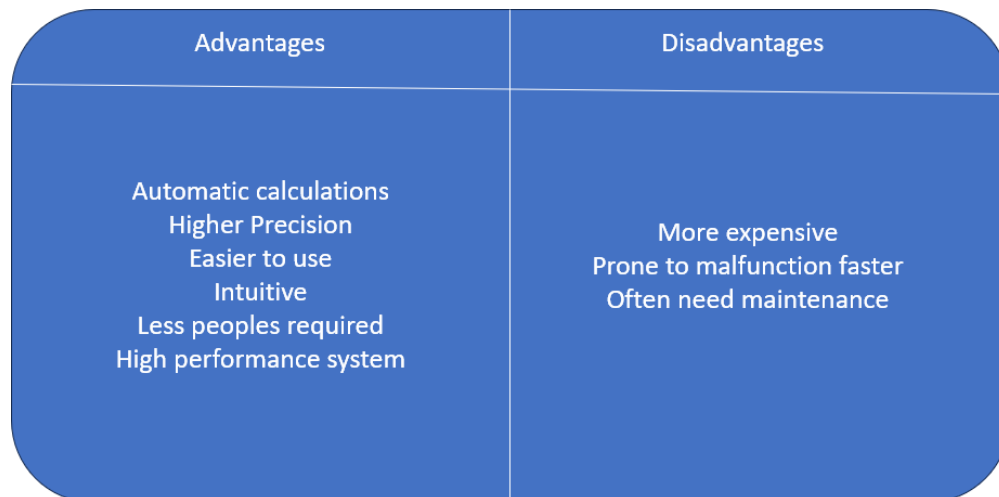 Advantages
Disadvantages
Automatic calculations
Higher Precision
Easier to use
Intuitive
Less peoples required
High performance system
More expensive
Prone to malfunction faster
Often need maintenance